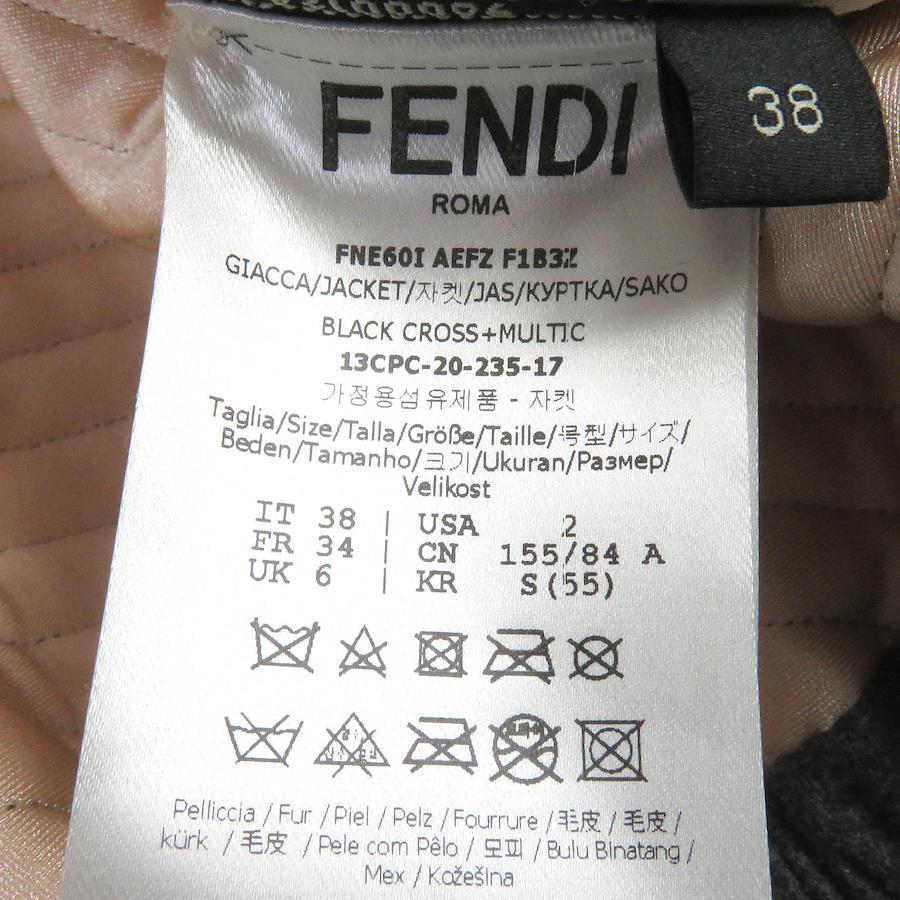 38
FENDI
ROMA
FNE60I AEFZ F1B3Z
GIACCA/JACKET/자켓/JAS/КУРТКА/SAKO
BLACK CROSS+MULTIC
13CPC-20-235-17
가정용섬유제품 - 자켓
Taglia/Size/Talla/Größe/Taille/号型/サイズ/
Beden/Tamanho/크기/Ukuran/Размер/
Velikost
IT 38 | USA 2
FR 34 | CN 155/84 A
UK 6 | KR S(55)
Pelliccia / Fur / Piel / Pelz / Fourrure / 毛皮 / 毛皮 /
kürk / 毛皮 / Pele com Pêlo / 모피 / Bulu Binatang /
Mex / Kožešina